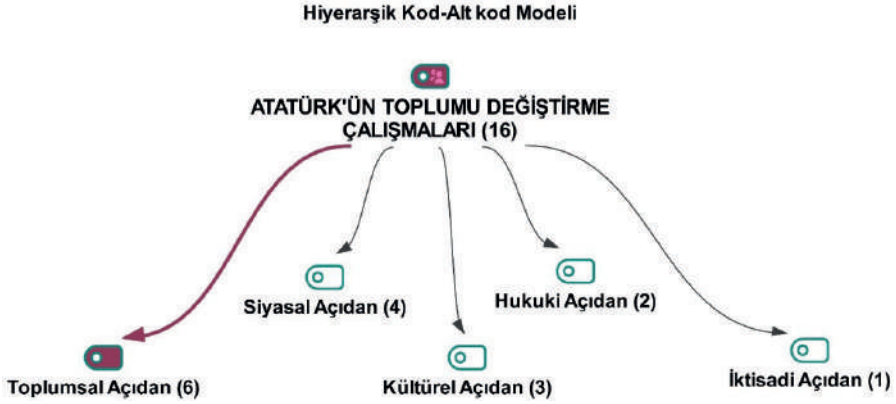 Hiyerarşik Kod-Alt kod Modeli
ATATÜRK'ÜN TOPLUMU DEĞİŞTİRME
ÇALIŞMALARI (16)
Siyasal Açıdan (4)
Hukuki Açıdan (2)
Toplumsal Açıdan (6)
Kültürel Açıdan (3)
İktisadi Açıdan (1)